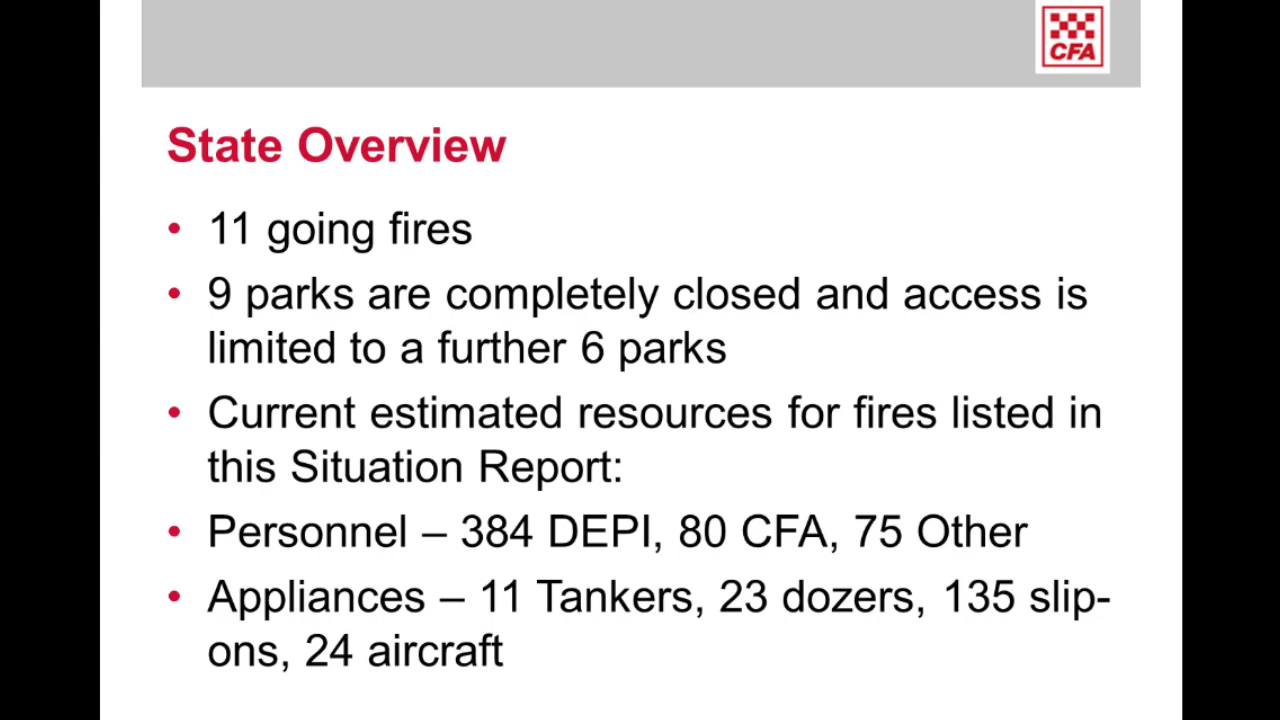 CFA
State Overview
• 11 going fires
• 9 parks are completely closed and access is
limited to a further 6 parks
• Current estimated resources for fires listed in
this Situation Report:
• Personnel – 384 DEPI, 80 CFA, 75 Other
• Appliances – 11 Tankers, 23 dozers, 135 slip-
ons, 24 aircraft